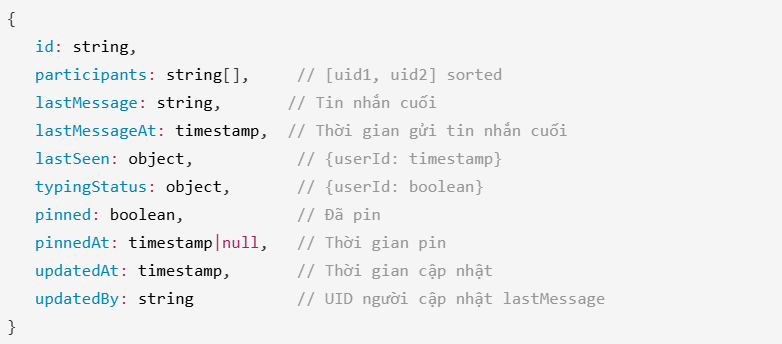 {
id: string,
participants: string[], // [uid1, uid2] sorted
lastMessage: string, // Tin nhắn cuối
lastMessageAt: timestamp, // Thời gian gửi tin nhắn cuối
lastSeen: object, // {userId: timestamp}
typingStatus: object, // {userId: boolean}
pinned: boolean, // Đã pin
pinnedAt: timestamp|null, // Thời gian pin
updatedAt: timestamp, // Thời gian cập nhật
updatedBy: string // UID người cập nhật lastMessage
}